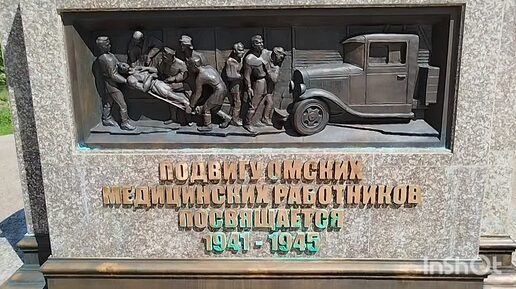 ПОДВИГУ ОМСКИХ
МЕДИЦИНСКИХ РАБОТНИКОВ
ПОСВЯЩАЕТСЯ
1941 - 1945
InShOt